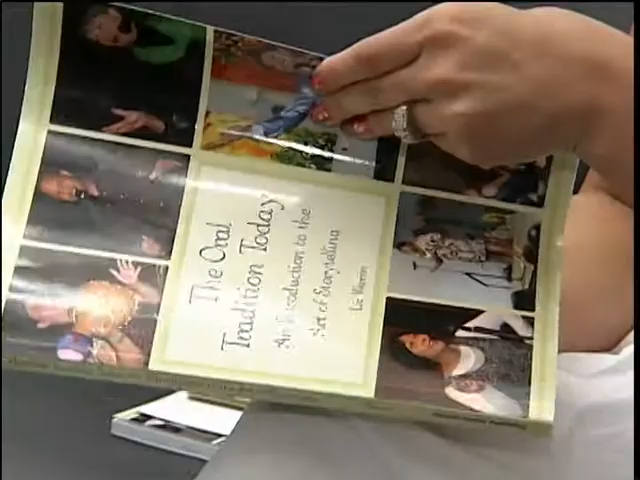 The Oral
Tradition Today
An Introduction to the
Art of Storytelling
Liz Warren